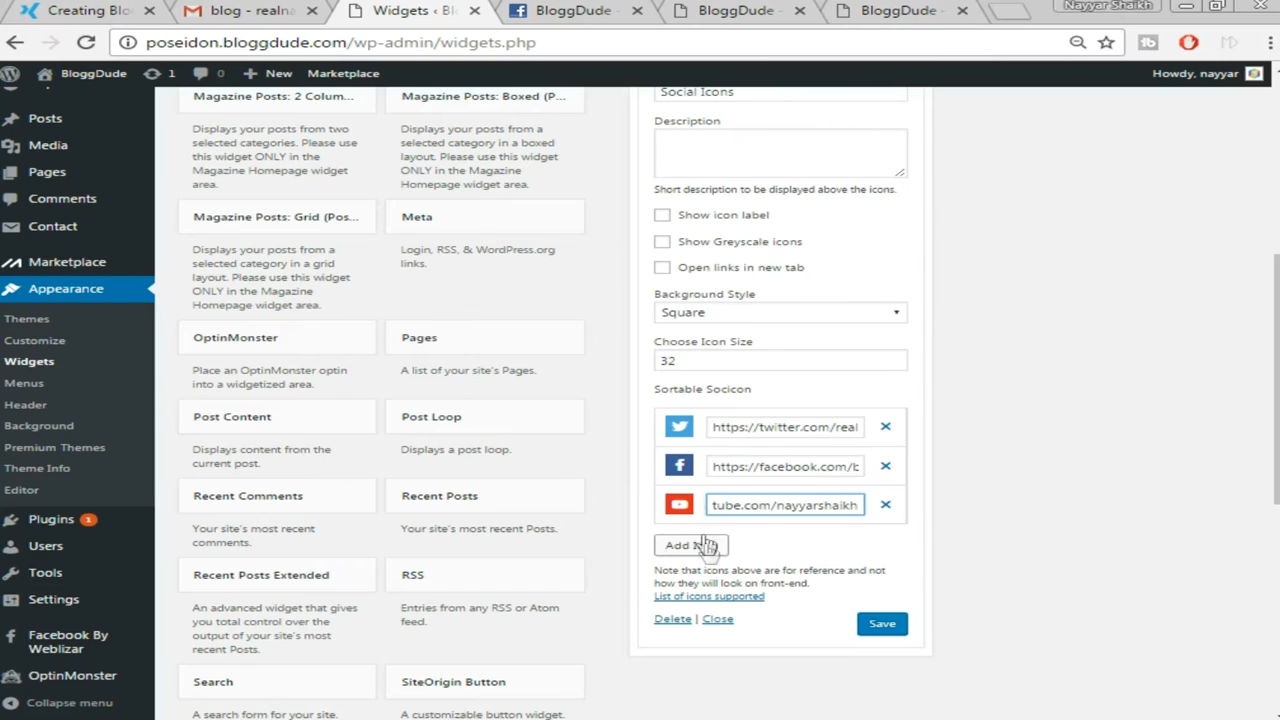 Creating Blo
blog - realna
Widgets ‹ Bl
BloggDude -
BloggDude -
BloggDude -
Nayyar Shaikh
poseidon.bloggdude.com/wp-admin/widgets.php
BloggDude
1
0
New
Marketplace
Howdy, nayyar
Posts
Media
Pages
Comments
Contact
Marketplace
Appearance
Themes
Customize
Widgets
Menus
Header
Background
Premium Themes
Theme Info
Editor
Plugins 1
Users
Tools
Settings
Facebook By
Weblizar
OptinMonster
Collapse menu
Magazine Posts: 2 Colum...
Displays your posts from two
selected categories. Please use
this widget ONLY in the
Magazine Homepage widget
area.
Magazine Posts: Boxed (P...
Displays your posts from a
selected category in a boxed
layout. Please use this widget
ONLY in the Magazine
Homepage widget area.
Magazine Posts: Grid (Pos...
Displays your posts from a
selected category in a grid
layout. Please use this widget
ONLY in the Magazine
Homepage widget area.
Meta
Login, RSS, & WordPress.org
links.
OptinMonster
Place an OptinMonster optin
into a widgetized area.
Pages
A list of your site's Pages.
Post Content
Displays content from the
current post.
Post Loop
Displays a post loop.
Recent Comments
Your site's most recent
comments.
Recent Posts
Your site's most recent Posts.
Recent Posts Extended
An advanced widget that gives
you total control over the
output of your site's most
recent Posts.
RSS
Entries from any RSS or Atom
feed.
Search
A search form for your site.
SiteOrigin Button
A customizable button widget.
Social Icons
Description
Short description to be displayed above the icons.
Show icon label
Show Greyscale icons
Open links in new tab
Background Style
Square
Choose Icon Size
32
Sortable Socicon
https://twitter.com/real
https://facebook.com/b
tube.com/nayyarshaikh
Add
Note that icons above are for reference and not
how they will look on front-end.
List of icons supported
Delete | Close
Save